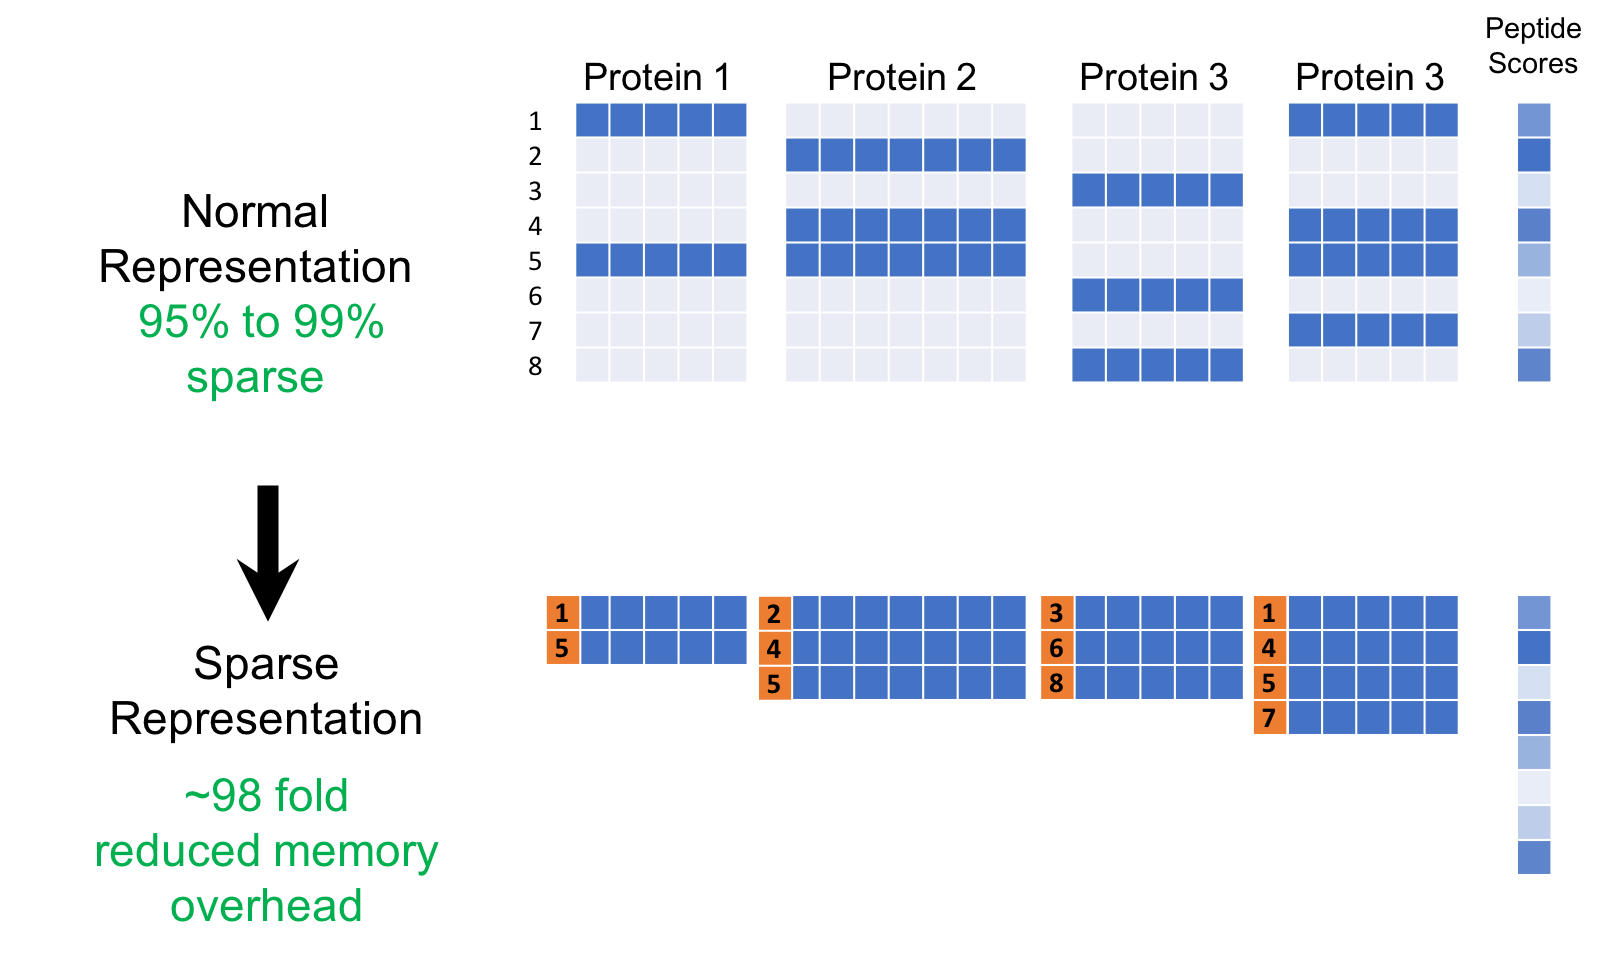 Peptide
Scores
Protein 1 Protein 2 Protein 3 Protein 3
1
2
3
4
5
6
7
8
Normal
Representation
95% to 99%
sparse
Sparse
Representation
~98 fold
reduced memory
overhead
1 2 3 1
5 4 6 4
5 8 5
7